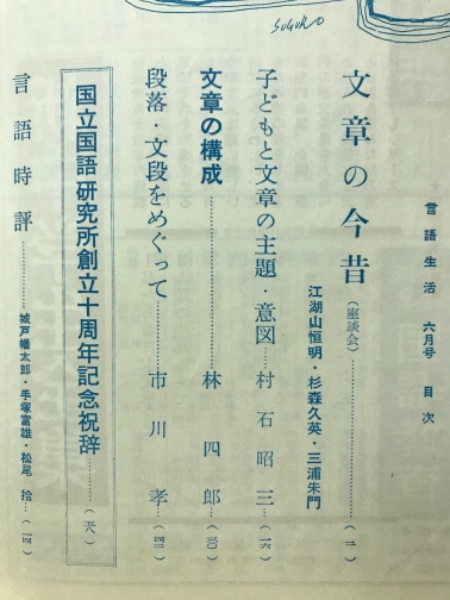 SUGURO
言語生活 六月号 目次
文章の今昔（座談会）……（一）
江湖山恒明・杉森久英・三浦朱門
子どもと文章の主題・意図……村石昭三…（一六）
文章の構成……林四郎…（三〇）
段落・文段をめぐって……市川孝…（四二）
国立国語研究所創立十周年記念祝辞……（五八）
言語時評……城戸幡太郎・手塚富雄・松尾拾…（一四）